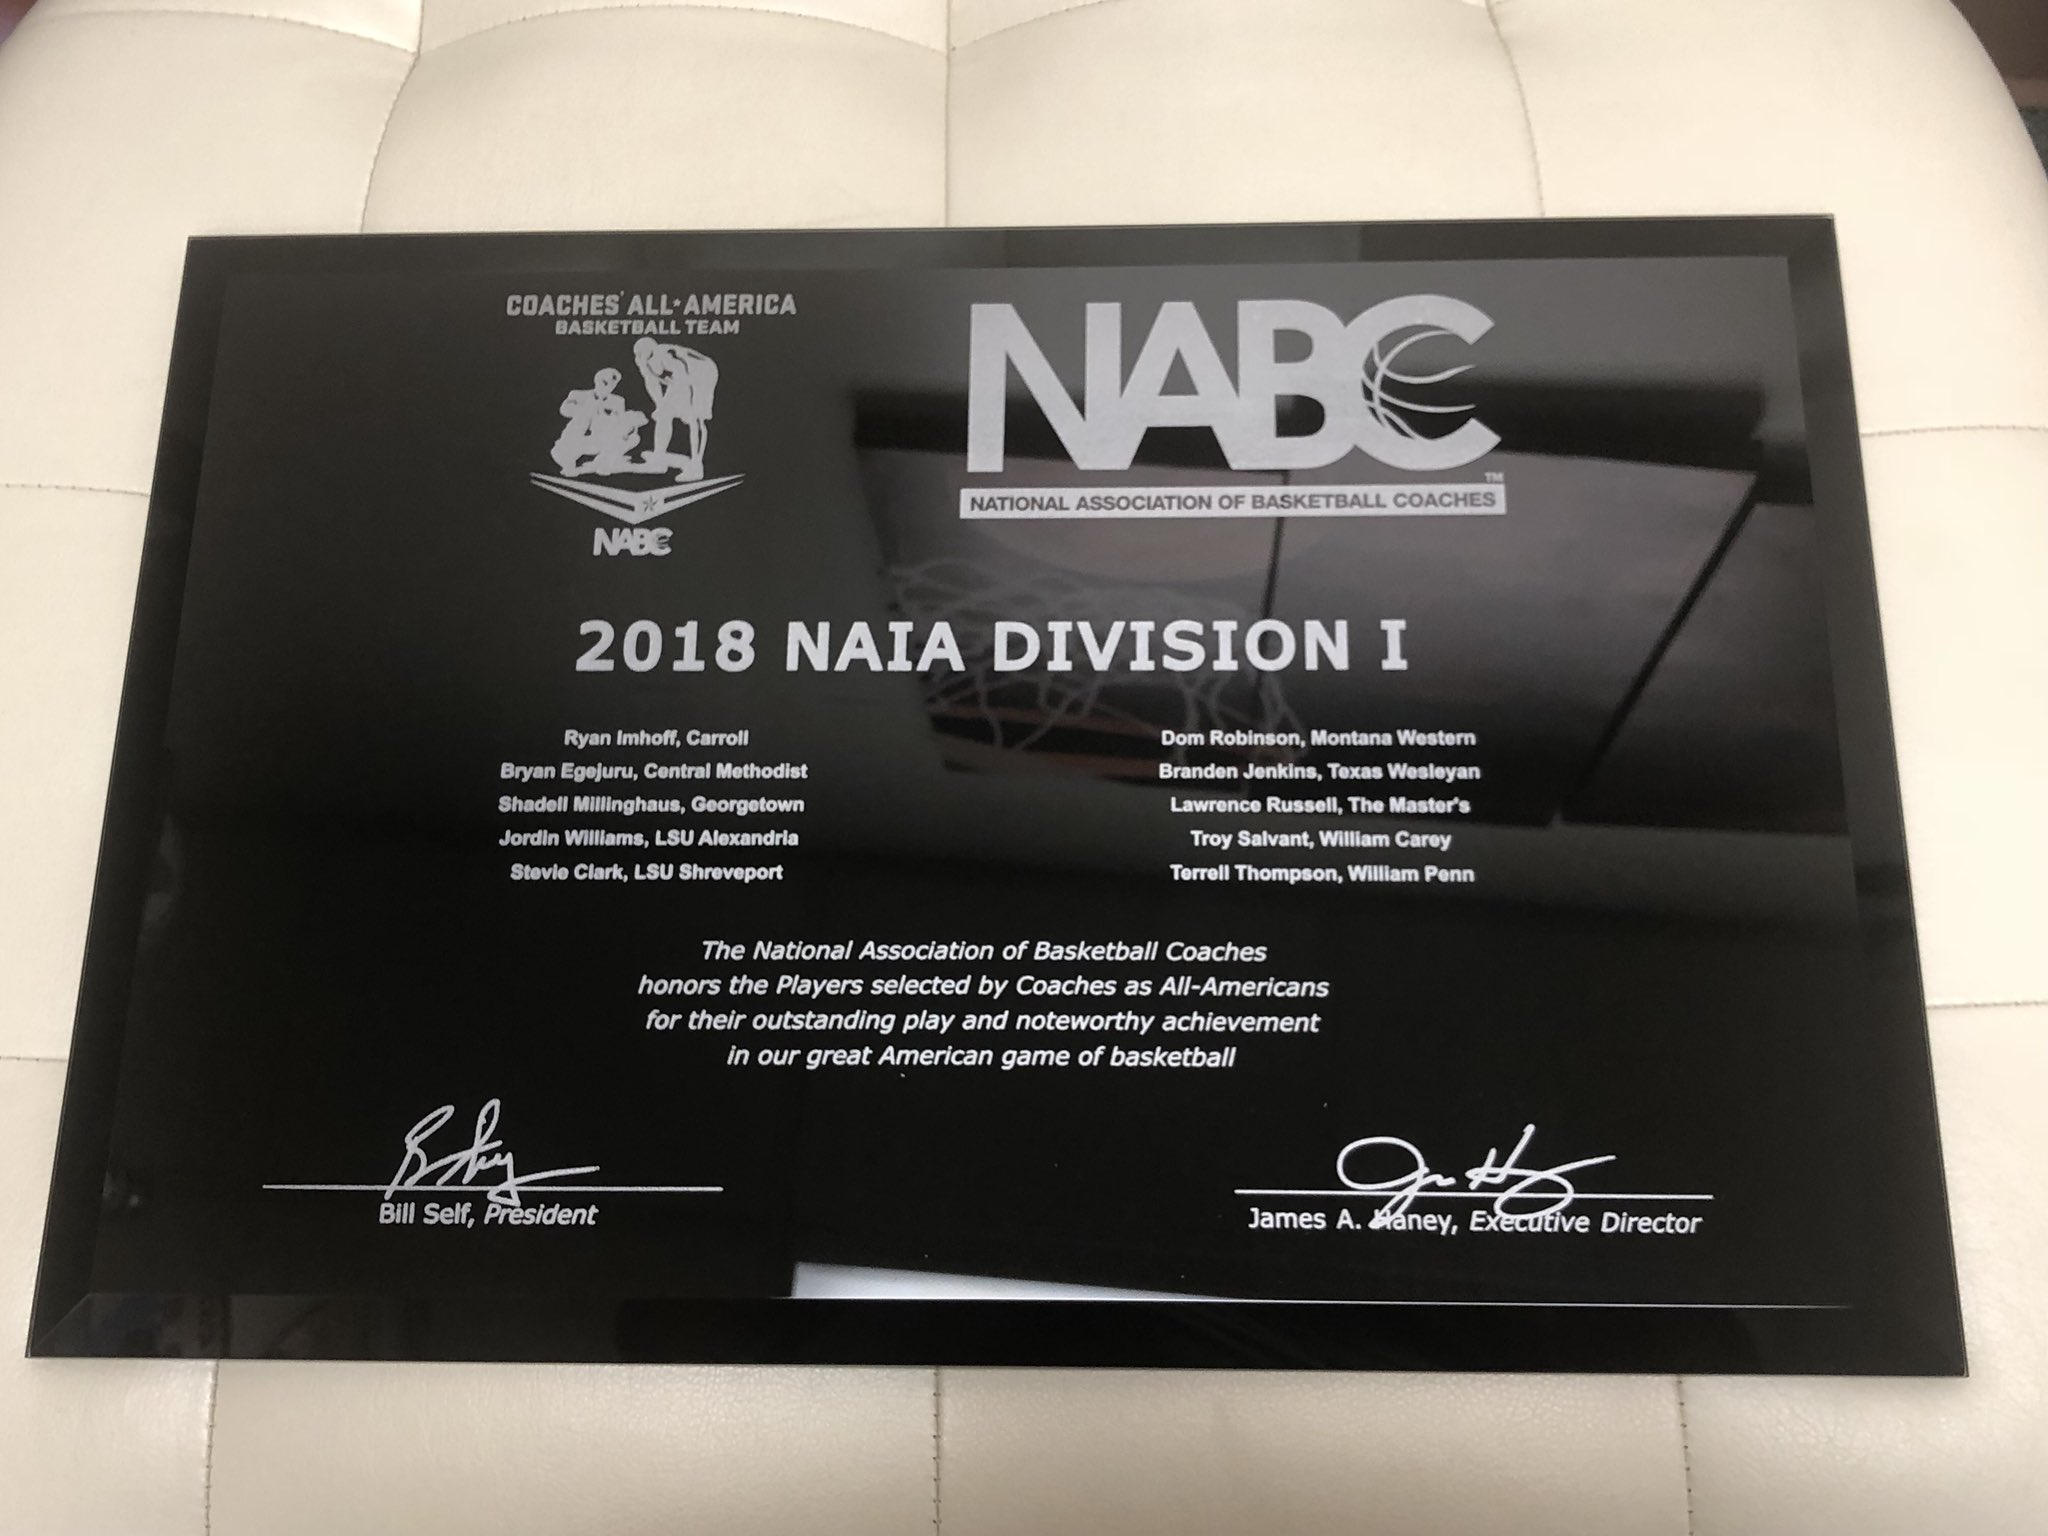 COACHES' ALL★AMERICA
BASKETBALL TEAM
NABC
NABC
TM
NATIONAL ASSOCIATION OF BASKETBALL COACHES
2018 NAIA DIVISION I
Ryan Imhoff, Carroll
Bryan Egejuru, Central Methodist
Shadell Millinghaus, Georgetown
Jordin Williams, LSU Alexandria
Stevie Clark, LSU Shreveport
Dom Robinson, Montana Western
Branden Jenkins, Texas Wesleyan
Lawrence Russell, The Master's
Troy Salvant, William Carey
Terrell Thompson, William Penn
The National Association of Basketball Coaches
honors the Players selected by Coaches as All-Americans
for their outstanding play and noteworthy achievement
in our great American game of basketball
Bill Self, President
James A. Haney, Executive Director